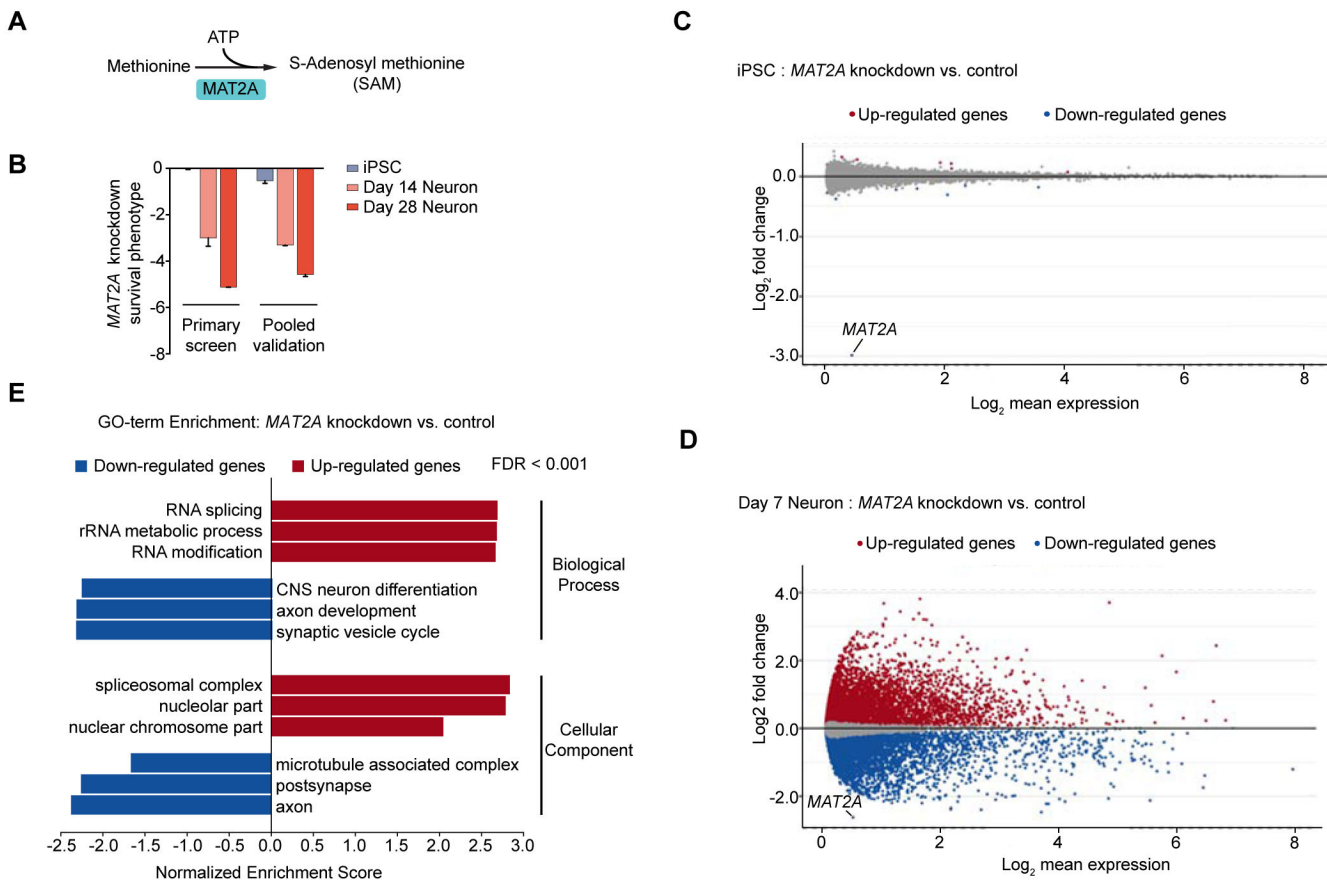 A
ATP
Methionine
S-Adenosyl methionine
(SAM)
MAT2A
B
MAT2A knockdown
survival phenotype
0
-2
-4
-6
-8
iPSC
Day 14 Neuron
Day 28 Neuron
Primary
screen
Pooled
validation
C
iPSC : MAT2A knockdown vs. control
Up-regulated genes
Down-regulated genes
Log2 fold change
0.0
-1.0
-2.0
-3.0
MAT2A
0 2 4 6 8
Log2 mean expression
D
Day 7 Neuron : MAT2A knockdown vs. control
Up-regulated genes
Down-regulated genes
Log2 fold change
4.0
2.0
0.0
-2.0
MAT2A
0 2 4 6 8
Log2 mean expression
E
GO-term Enrichment: MAT2A knockdown vs. control
Down-regulated genes
Up-regulated genes
FDR < 0.001
RNA splicing
rRNA metabolic process
RNA modification
CNS neuron differentiation
axon development
synaptic vesicle cycle
Biological
Process
spliceosomal complex
nucleolar part
nuclear chromosome part
microtubule associated complex
postsynapse
axon
Cellular
Component
-2.5 -2.0 -1.5 -1.0 -0.5 0.0 0.5 1.0 1.5 2.0 2.5 3.0
Normalized Enrichment Score